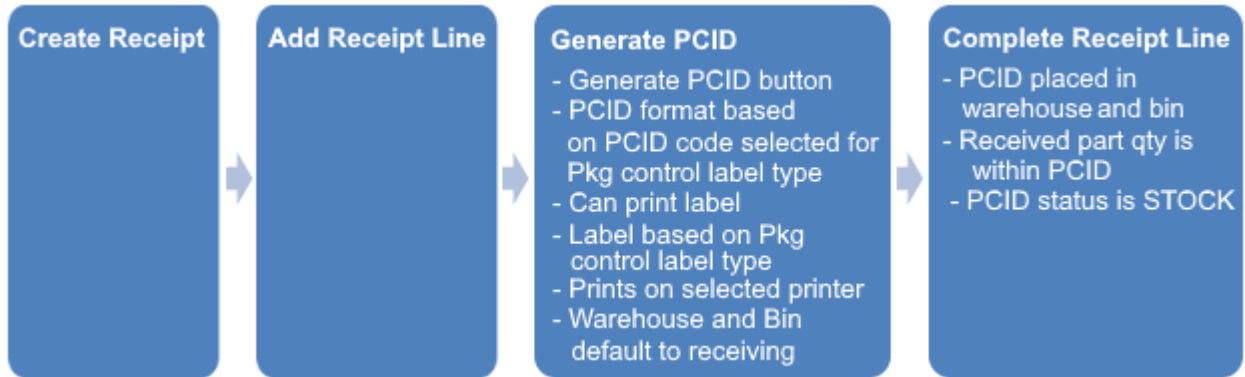 Create Receipt
Add Receipt Line
Generate PCID
- Generate PCID button
- PCID format based
on PCID code selected for
Pkg control label type
- Can print label
- Label based on Pkg
control label type
- Prints on selected printer
- Warehouse and Bin
default to receiving
Complete Receipt Line
- PCID placed in
warehouse and bin
- Received part qty is
within PCID
- PCID status is STOCK